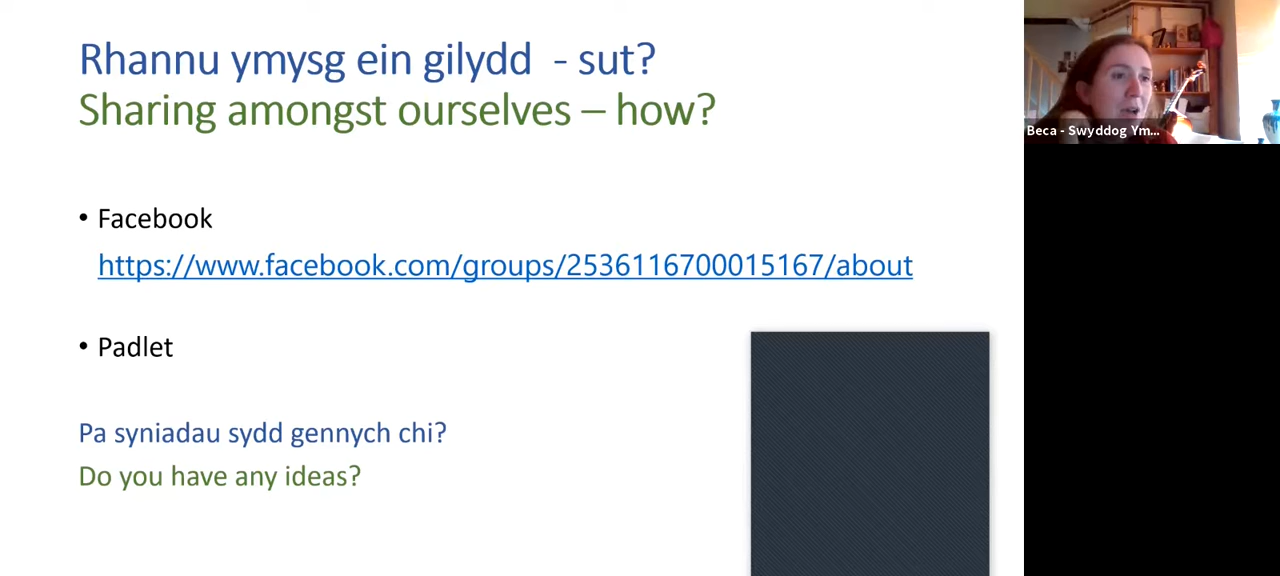 Rhannu ymysg ein gilydd - sut?
Sharing amongst ourselves – how?
• Facebook
https://www.facebook.com/groups/2536116700015167/about
• Padlet
Pa syniadau sydd gennych chi?
Do you have any ideas?
Beca - Swyddog Ym...